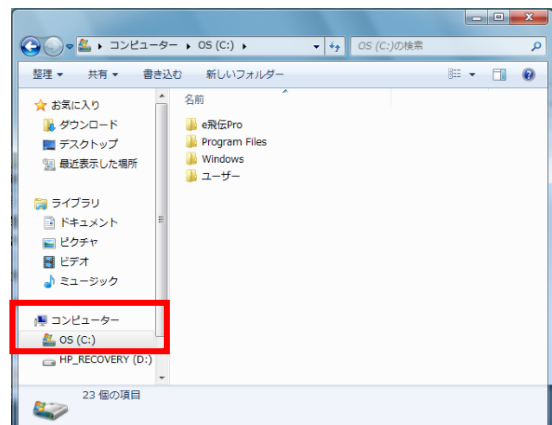 コンピューター ▸ OS (C:) ▸
OS (C:)の検索
整理 ▼ 共有 ▼ 書き込む 新しいフォルダー
お気に入り
ダウンロード
デスクトップ
最近表示した場所
ライブラリ
ドキュメント
ピクチャ
ビデオ
ミュージック
コンピューター
OS (C:)
HP_RECOVERY (D:)
名前
e飛伝Pro
Program Files
Windows
ユーザー
23 個の項目